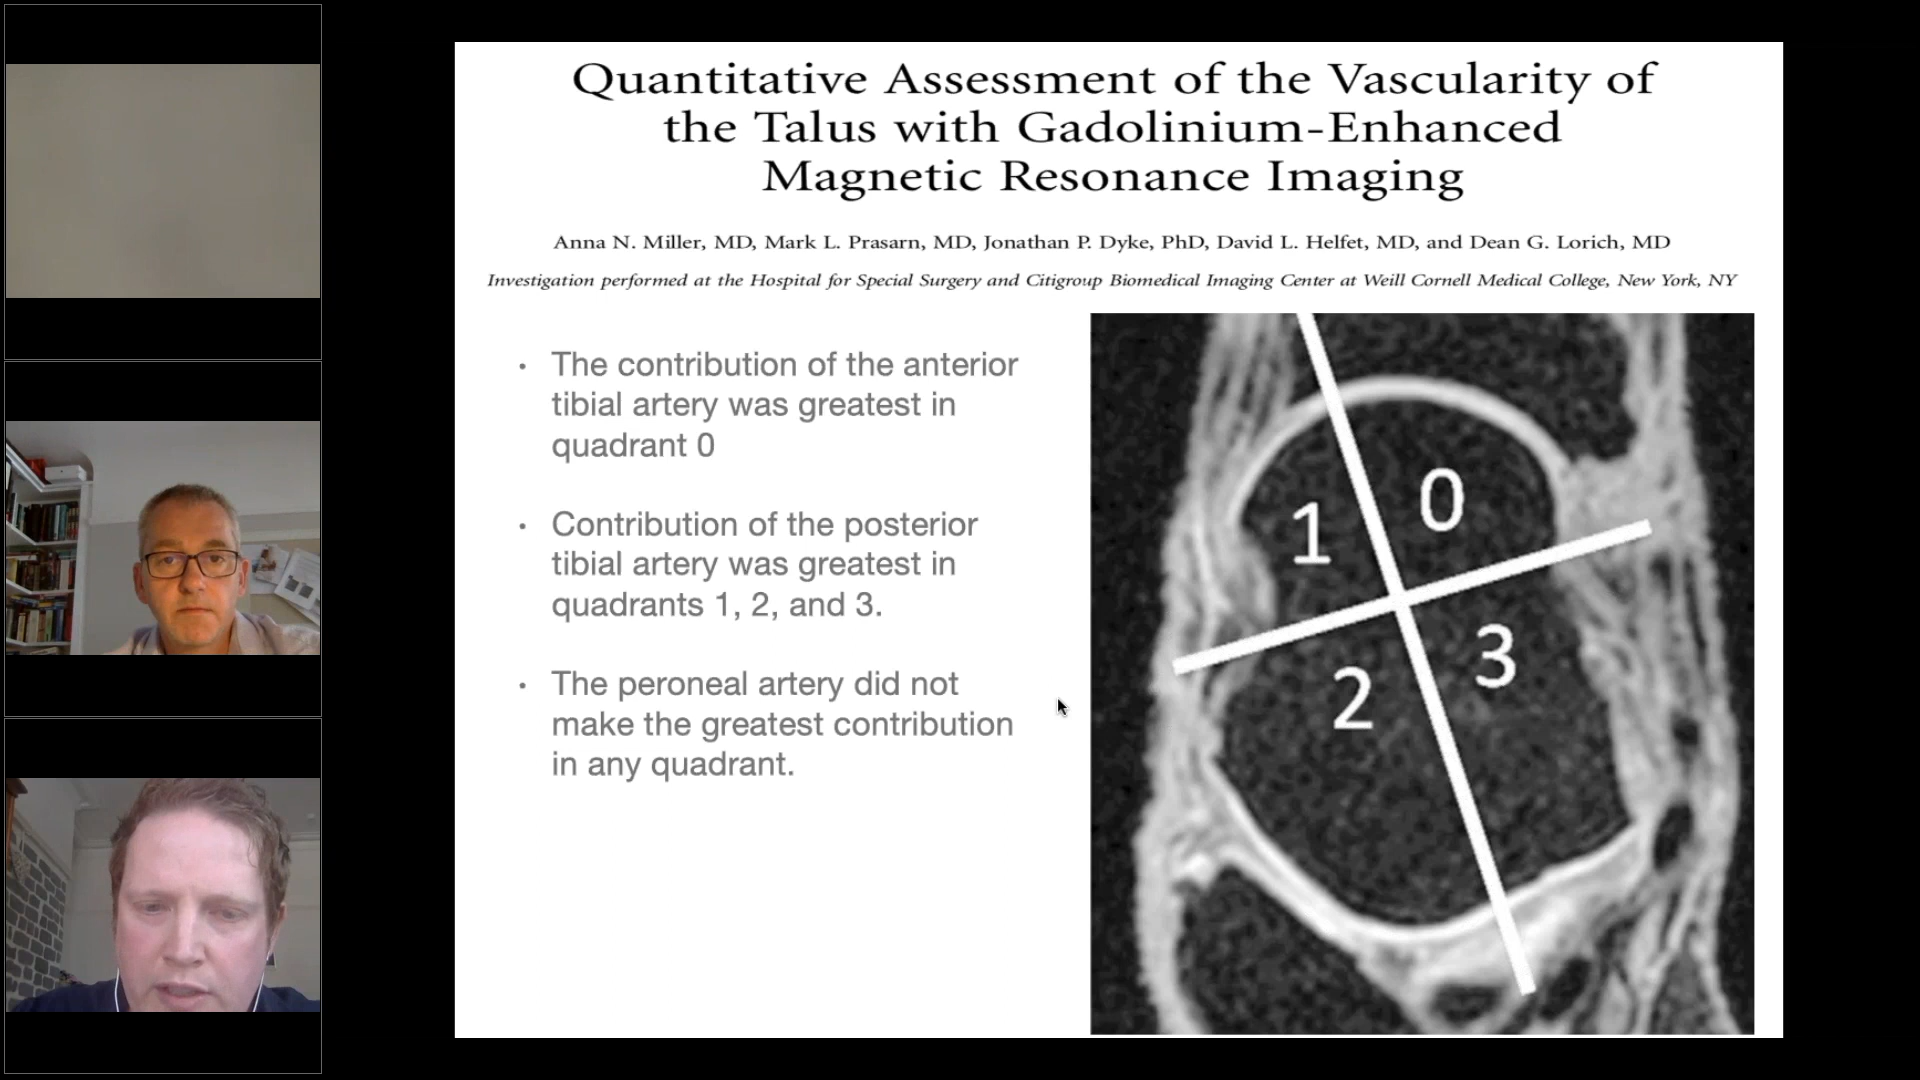 Quantitative Assessment of the Vascularity of
the Talus with Gadolinium-Enhanced
Magnetic Resonance Imaging
Anna N. Miller, MD, Mark L. Prasarn, MD, Jonathan P. Dyke, PhD, David L. Helfet, MD, and Dean G. Lorich, MD
Investigation performed at the Hospital for Special Surgery and Citigroup Biomedical Imaging Center at Weill Cornell Medical College, New York, NY
• The contribution of the anterior
tibial artery was greatest in
quadrant 0
• Contribution of the posterior
tibial artery was greatest in
quadrants 1, 2, and 3.
• The peroneal artery did not
make the greatest contribution
in any quadrant.
0
1
3
2